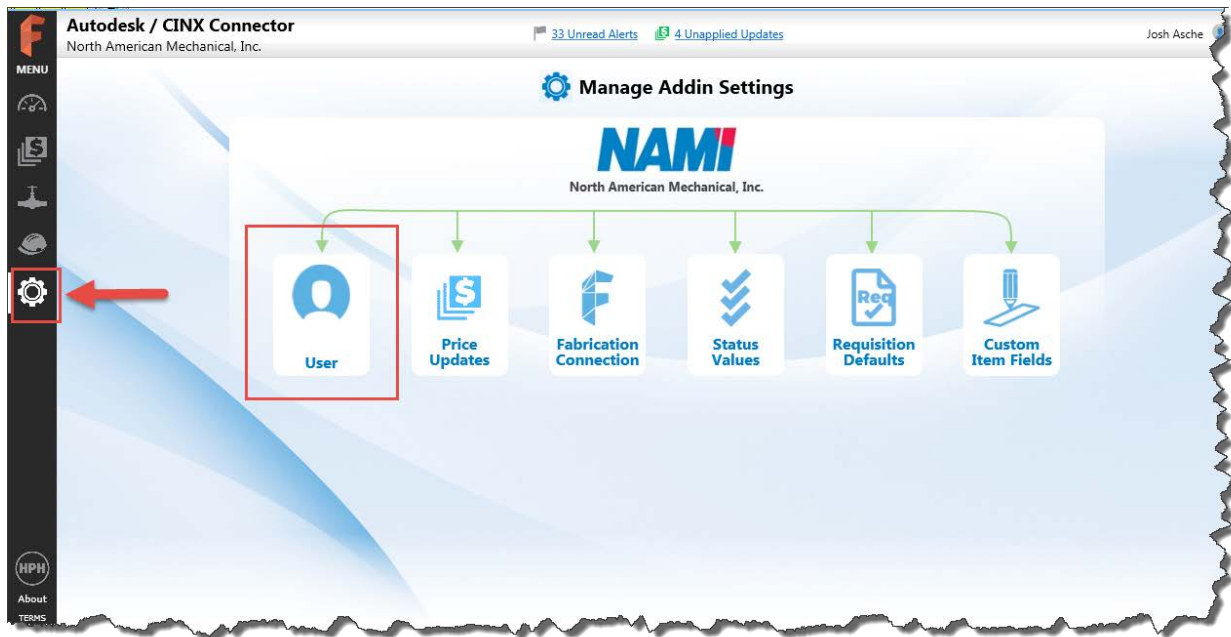 Autodesk / CINX Connector
North American Mechanical, Inc.
33 Unread Alerts
4 Unapplied Updates
Josh Asche
MENU
Manage Addin Settings
NAMI
North American Mechanical, Inc.
User
Price
Updates
Fabrication
Connection
Status
Values
Req
Requisition
Defaults
Custom
Item Fields
HPH
About
TERMS